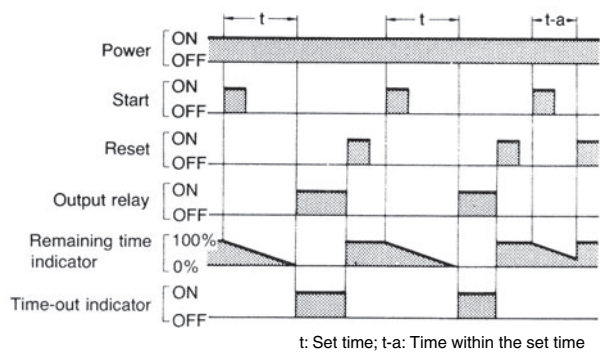 t t t-a
Power ON
OFF
Start ON
OFF
Reset ON
OFF
Output relay ON
OFF
Remaining time indicator 100%
0%
Time-out indicator ON
OFF
t: Set time; t-a: Time within the set time